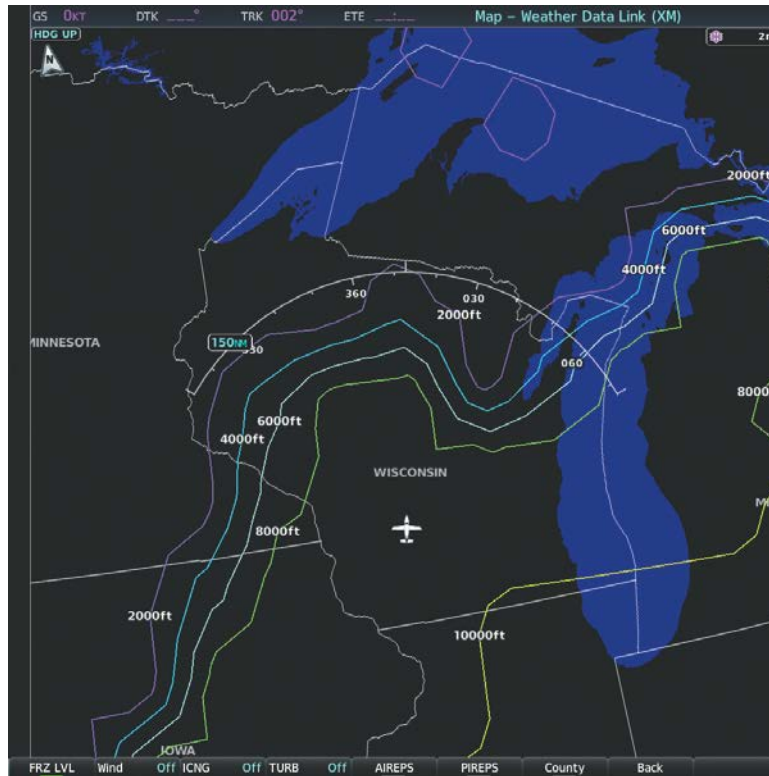 GS 0KT DTK ___° TRK 002° ETE __:__ Map – Weather Data Link (XM)
HDG UP
N
2000ft
6000ft
4000ft
360
030
2000ft
MINNESOTA
150NM
330
060
8000
6000ft
4000ft
WISCONSIN
8000ft
2000ft
10000ft
IOWA
FRZ LVL Wind Off ICNG Off TURB Off AIREPS PIREPS County Back